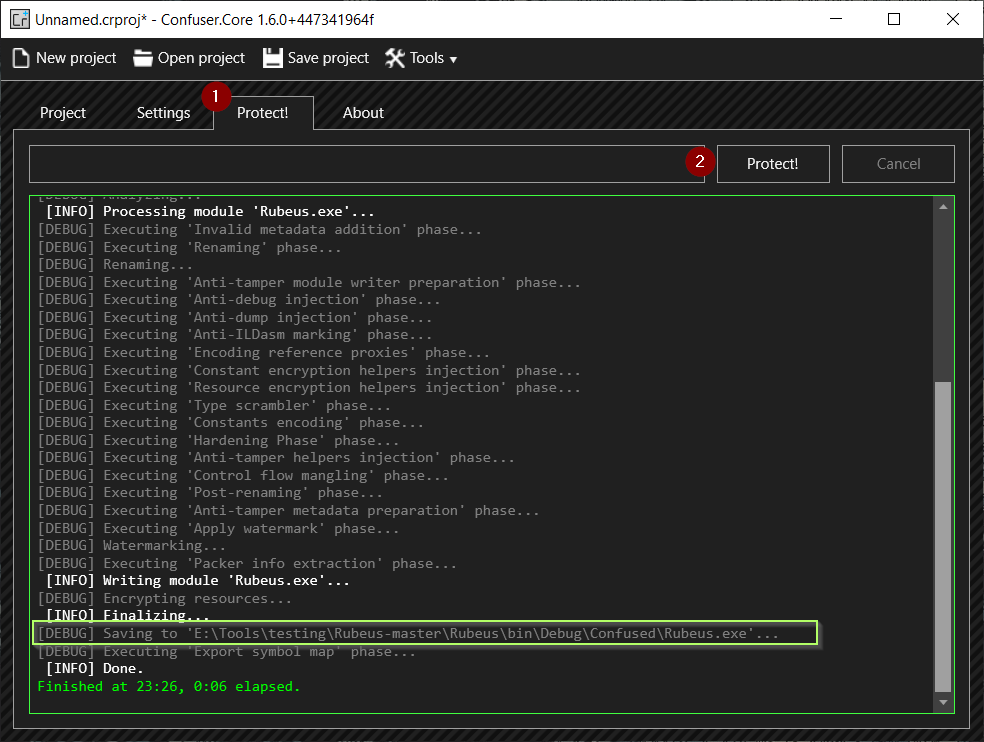 Unnamed.crproj* - Confuser.Core 1.6.0+447341964f
New project Open project Save project Tools
Project Settings 1 Protect! About
2 Protect! Cancel
[DEBUG] Analyzing...
[INFO] Processing module 'Rubeus.exe'...
[DEBUG] Executing 'Invalid metadata addition' phase...
[DEBUG] Executing 'Renaming' phase...
[DEBUG] Renaming...
[DEBUG] Executing 'Anti-tamper module writer preparation' phase...
[DEBUG] Executing 'Anti-debug injection' phase...
[DEBUG] Executing 'Anti-dump injection' phase...
[DEBUG] Executing 'Anti-ILDasm marking' phase...
[DEBUG] Executing 'Encoding reference proxies' phase...
[DEBUG] Executing 'Constant encryption helpers injection' phase...
[DEBUG] Executing 'Resource encryption helpers injection' phase...
[DEBUG] Executing 'Type scrambler' phase...
[DEBUG] Executing 'Constants encoding' phase...
[DEBUG] Executing 'Hardening Phase' phase...
[DEBUG] Executing 'Anti-tamper helpers injection' phase...
[DEBUG] Executing 'Control flow mangling' phase...
[DEBUG] Executing 'Post-renaming' phase...
[DEBUG] Executing 'Anti-tamper metadata preparation' phase...
[DEBUG] Executing 'Apply watermark' phase...
[DEBUG] Watermarking...
[DEBUG] Executing 'Packer info extraction' phase...
[INFO] Writing module 'Rubeus.exe'...
[DEBUG] Encrypting resources...
[INFO] Finalizing...
[DEBUG] Saving to 'E:\Tools\testing\Rubeus-master\Rubeus\bin\Debug\Confused\Rubeus.exe'...
[DEBUG] Executing 'Export symbol map' phase...
[INFO] Done.
Finished at 23:26, 0:06 elapsed.